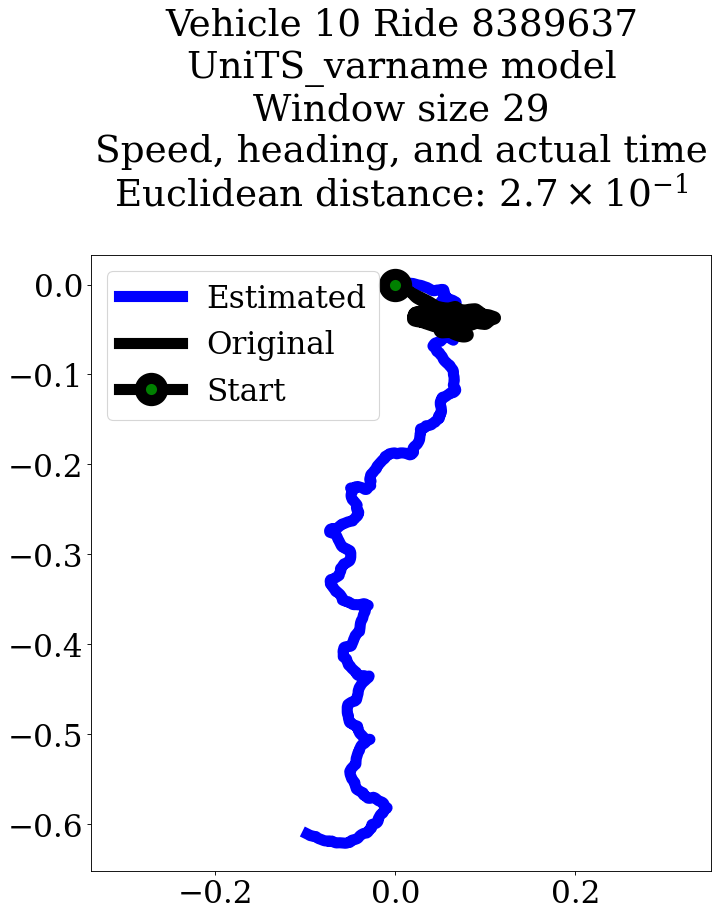 Vehicle 10 Ride 8389637
UniTS_varname model
Window size 29
Speed, heading, and actual time
Euclidean distance: 2.7 × 10⁻¹
Estimated
Original
Start
0.0
−0.1
−0.2
−0.3
−0.4
−0.5
−0.6
−0.2 0.0 0.2